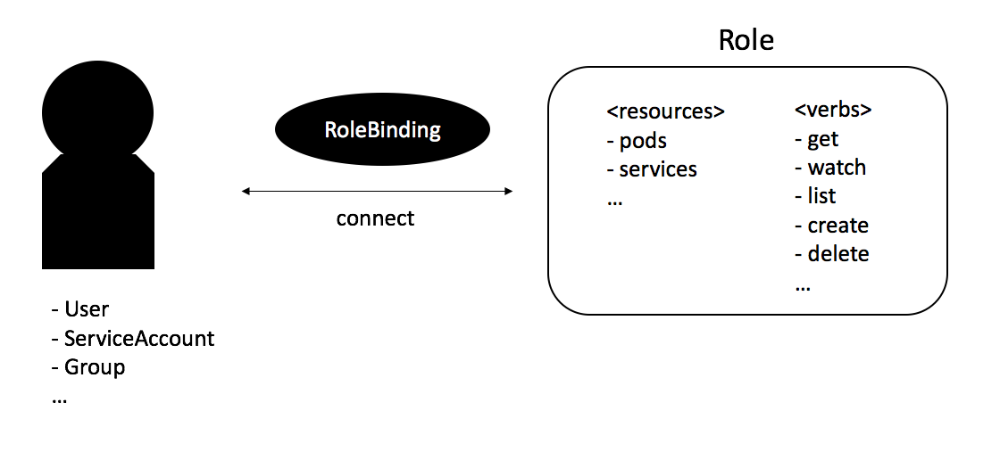 Role
RoleBinding
connect
- User
- ServiceAccount
- Group
...
<resources>
- pods
- services
...
<verbs>
- get
- watch
- list
- create
- delete
...